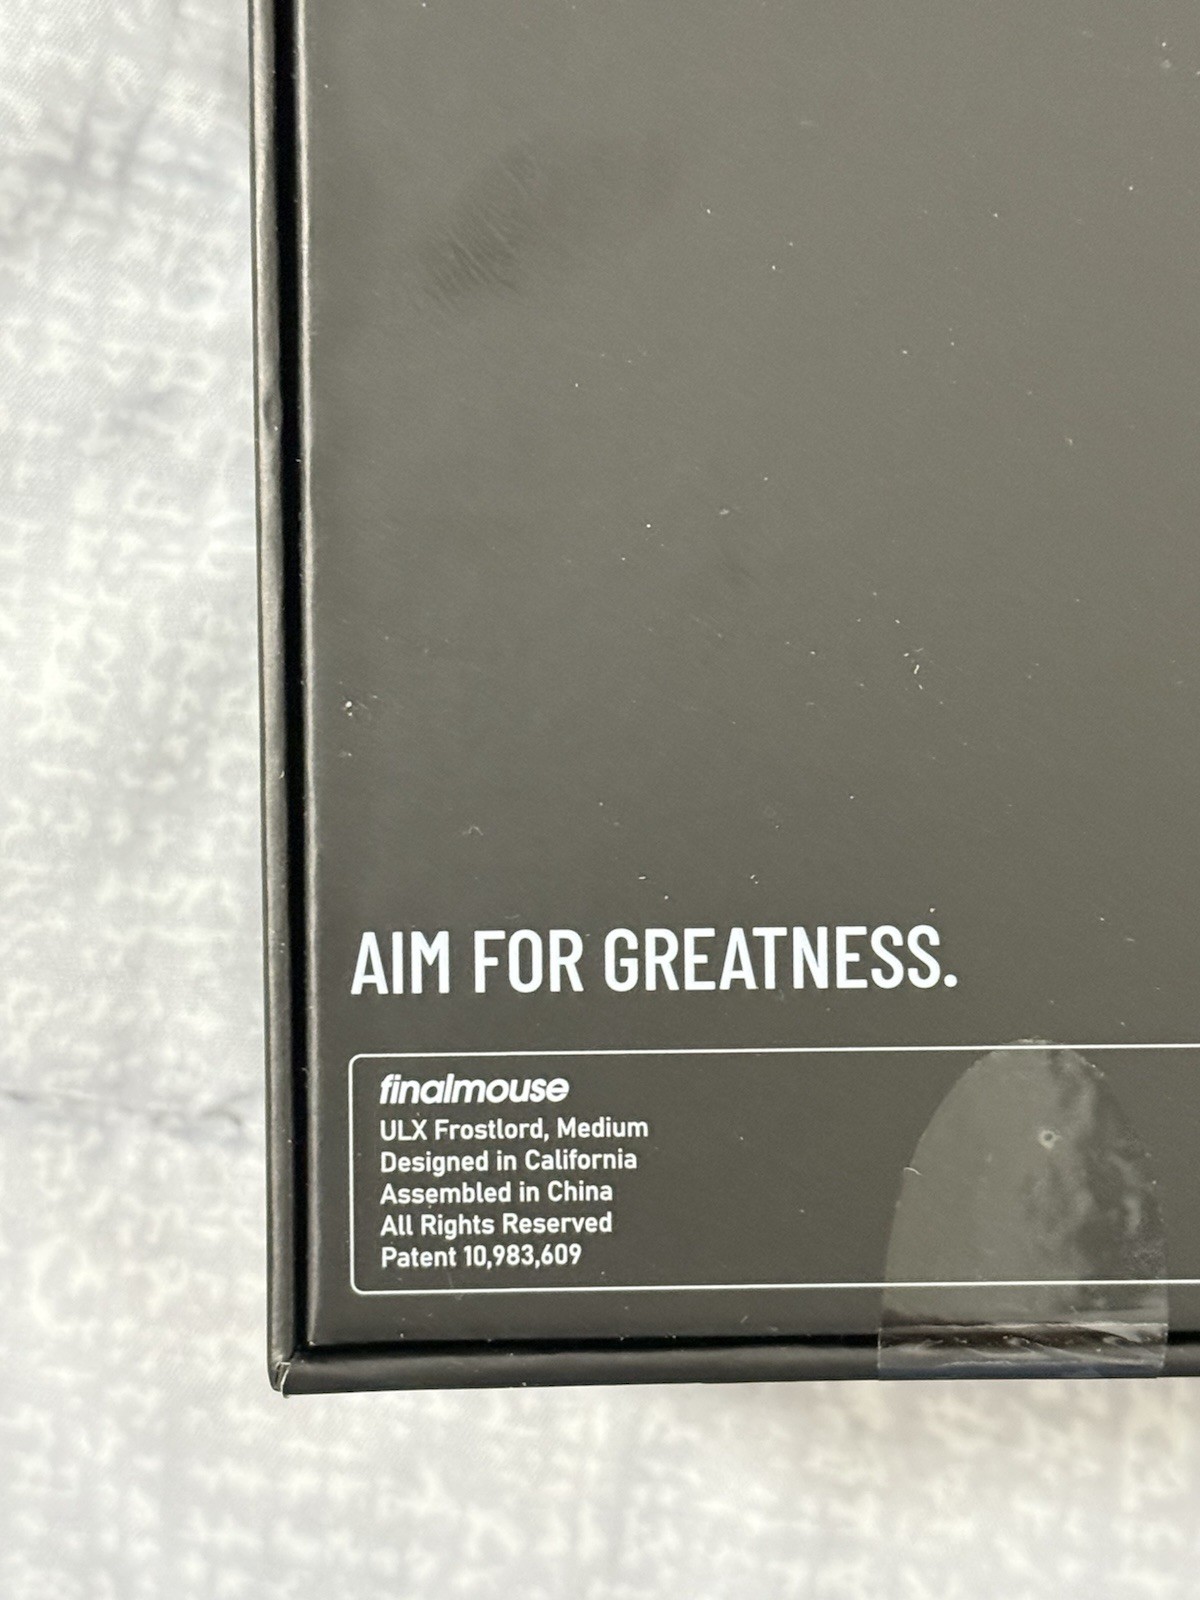 AIM FOR GREATNESS.
finalmouse
ULX Frostlord, Medium
Designed in California
Assembled in China
All Rights Reserved
Patent 10,983,609